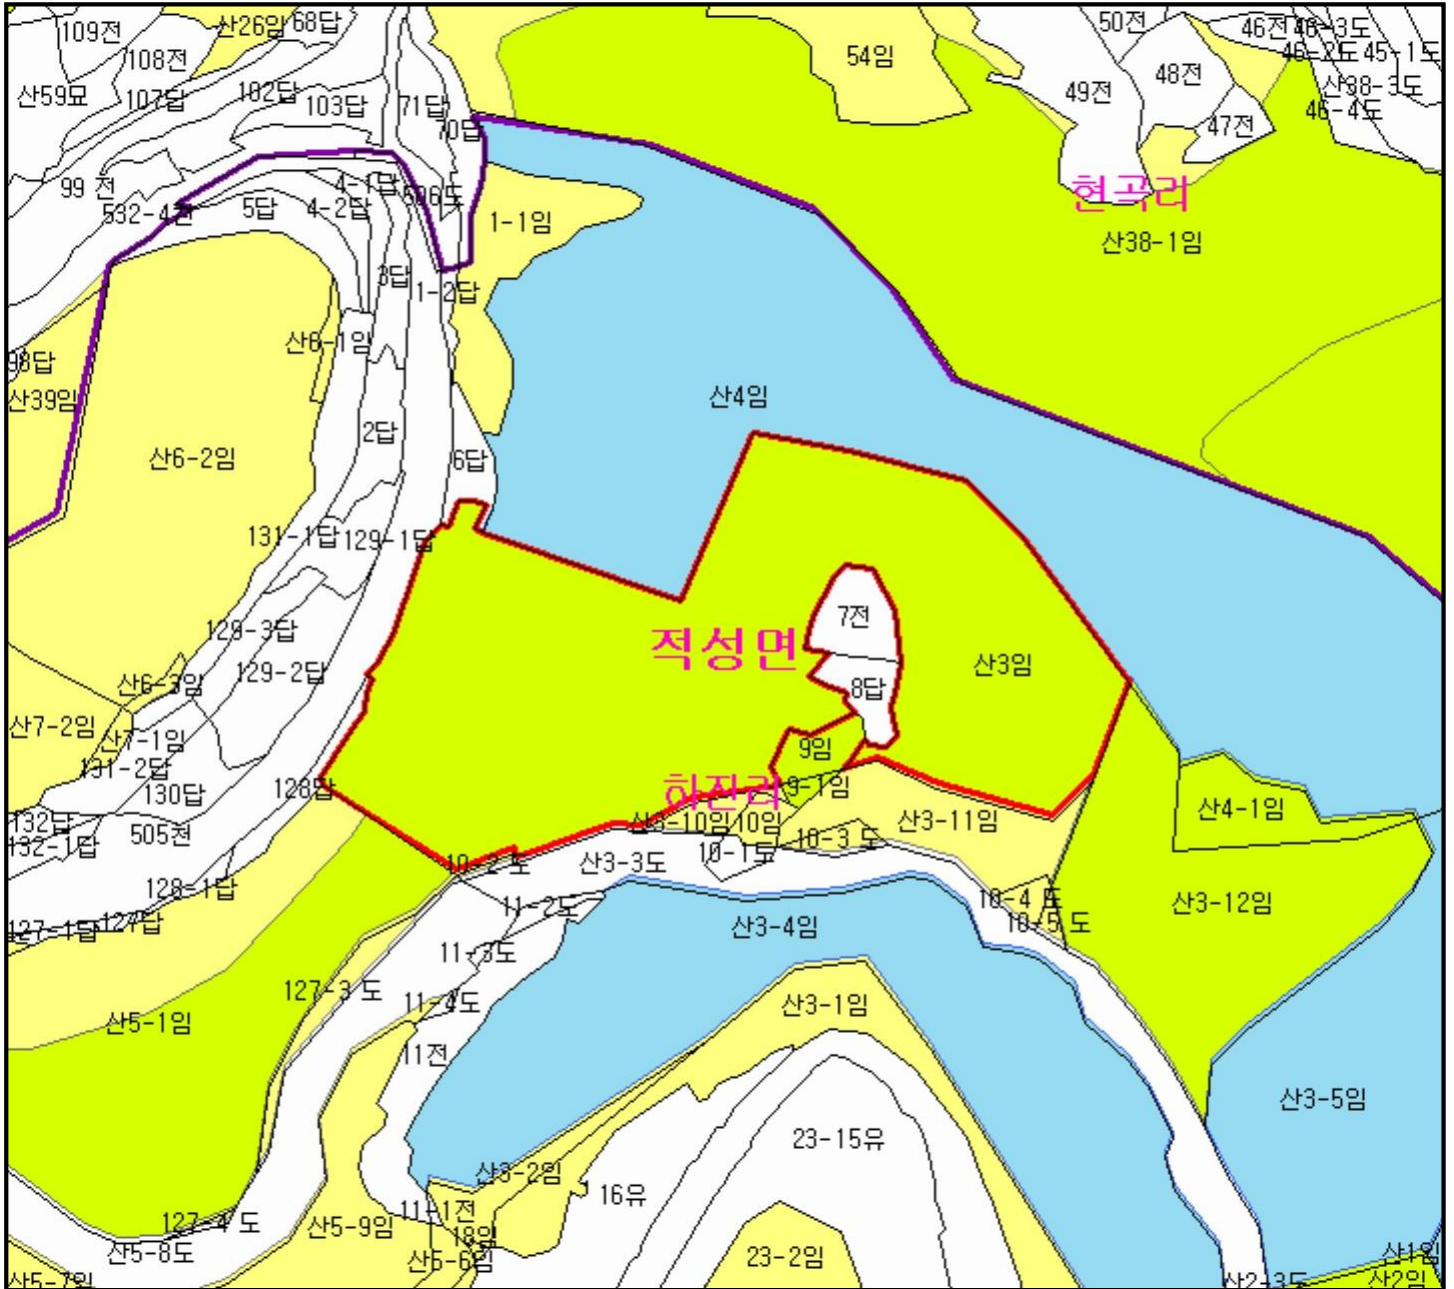 109전
산26임
68답
50전
46전
46-3도
108전
54임
46-2도
45-1도
산59묘
107답
102답
103답
71답
49전
48전
산38-3도
46-4도
70답
47전
99 전
4-1답
506도
현곡리
532-4전
5답
4-2답
1-1임
산38-1임
3답
1-2답
산6-1임
98답
산39임
산4임
2답
산6-2임
6답
131-1답
129-1답
7전
129-3답
적성면
산3임
129-2답
산6-3임
8답
산7-2임
산7-1임
9임
131-2답
130답
128답
하진리
9-1임
산4-1임
132답
505천
산3-10임
10임
산3-11임
132-1답
10-3 도
10-1도
10-2 도
산3-3도
128-1답
10-4 도
산3-12임
11-2도
127-1답
127답
산3-4임
10-5 도
11-3도
127-3 도
11-4도
산3-1임
산5-1임
11전
산3-5임
23-15유
산3-2임
16유
11-1전
127-4 도
산5-9임
18임
산5-8도
산5-6임
23-2임
산1임
산5-7임
산2-3도
산2임